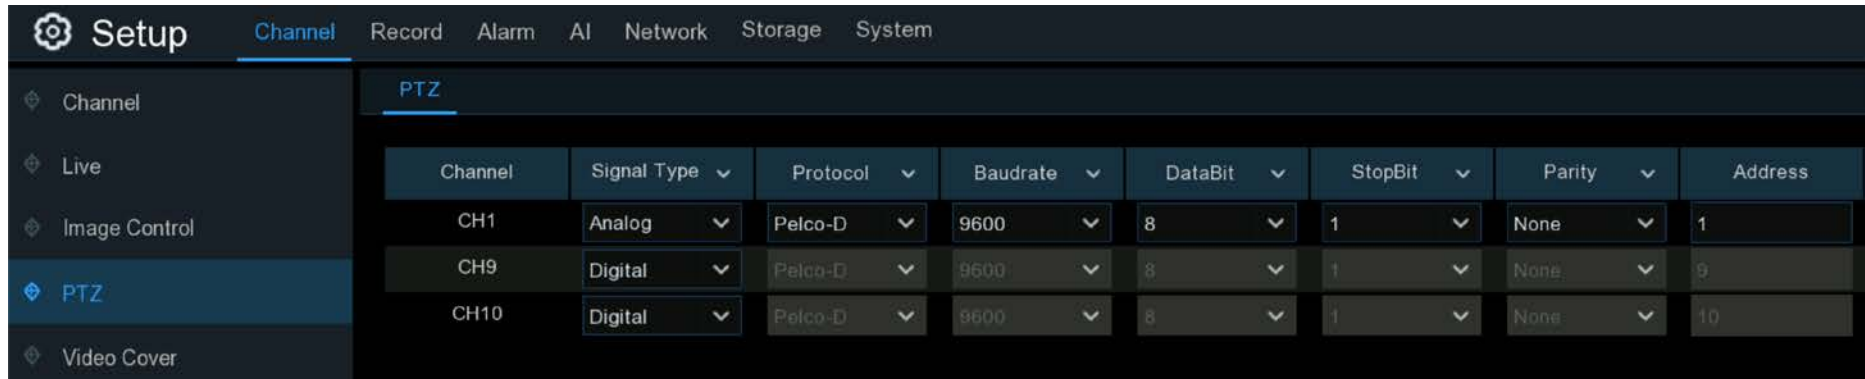 Setup Channel Record Alarm AI Network Storage System
Channel
Live
Image Control
PTZ
Video Cover
PTZ
Channel Signal Type Protocol Baudrate DataBit StopBit Parity Address
CH1 Analog Pelco-D 9600 8 1 None 1
CH9 Digital Pelco-D 9600 8 1 None 9
CH10 Digital Pelco-D 9600 8 1 None 10